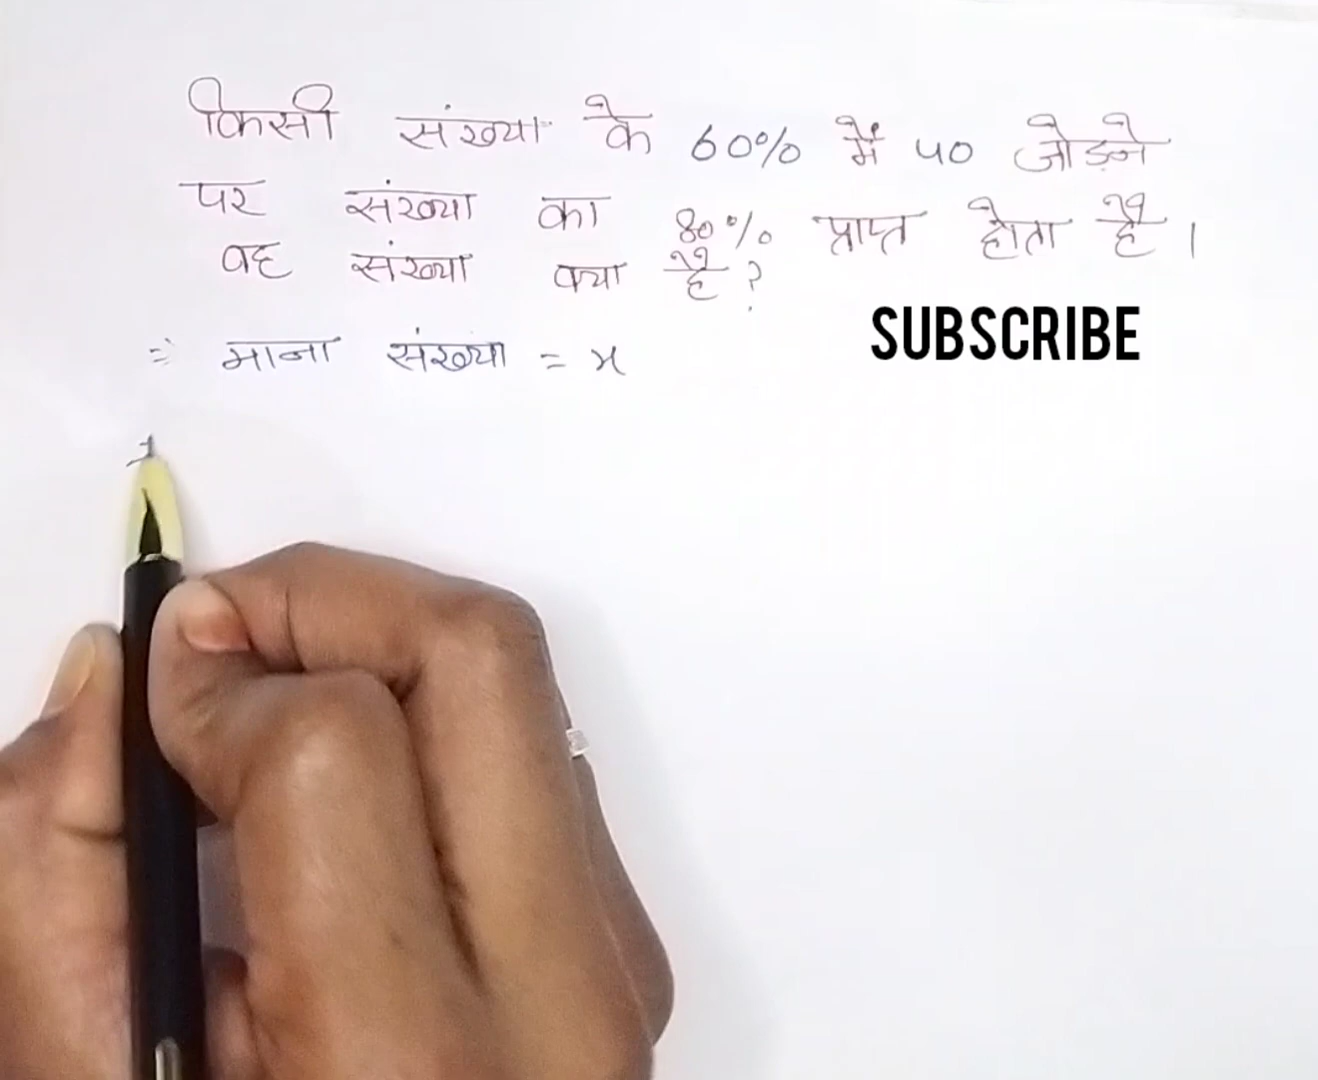 किसी संख्या के 60% में 40 जोड़ने
पर संख्या का 80% प्राप्त होता है।
वह संख्या क्या है?
SUBSCRIBE
⇒ माना संख्या = x